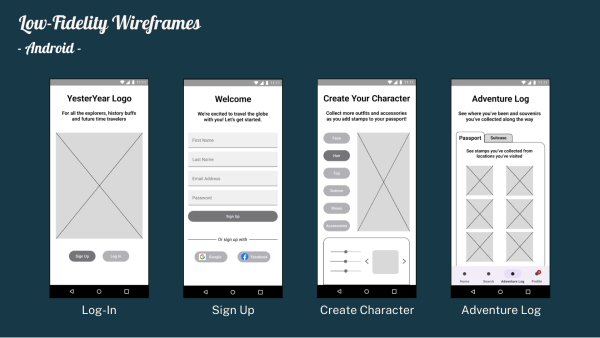 Low-Fidelity Wireframes
- Android -
YesterYear Logo
For all the explorers, history buffs
and future time travelers
Sign Up
Log In
Log-In
Welcome
We're excited to travel the globe
with you! Let's get started.
First Name
Last Name
Email Address
Password
Sign Up
Or sign up with
Google
Facebook
Sign Up
Create Your Character
Collect more outfits and accessories
as you add stamps to your passport!
Hair
Top
Shoes
Accessories
Create Character
Adventure Log
See where you've been and souvenirs
you've collected along the way
Passport
Suitcase
See stamps you've collected from
locations you've visited
Home
Search
Adventure Log
Profile
Adventure Log